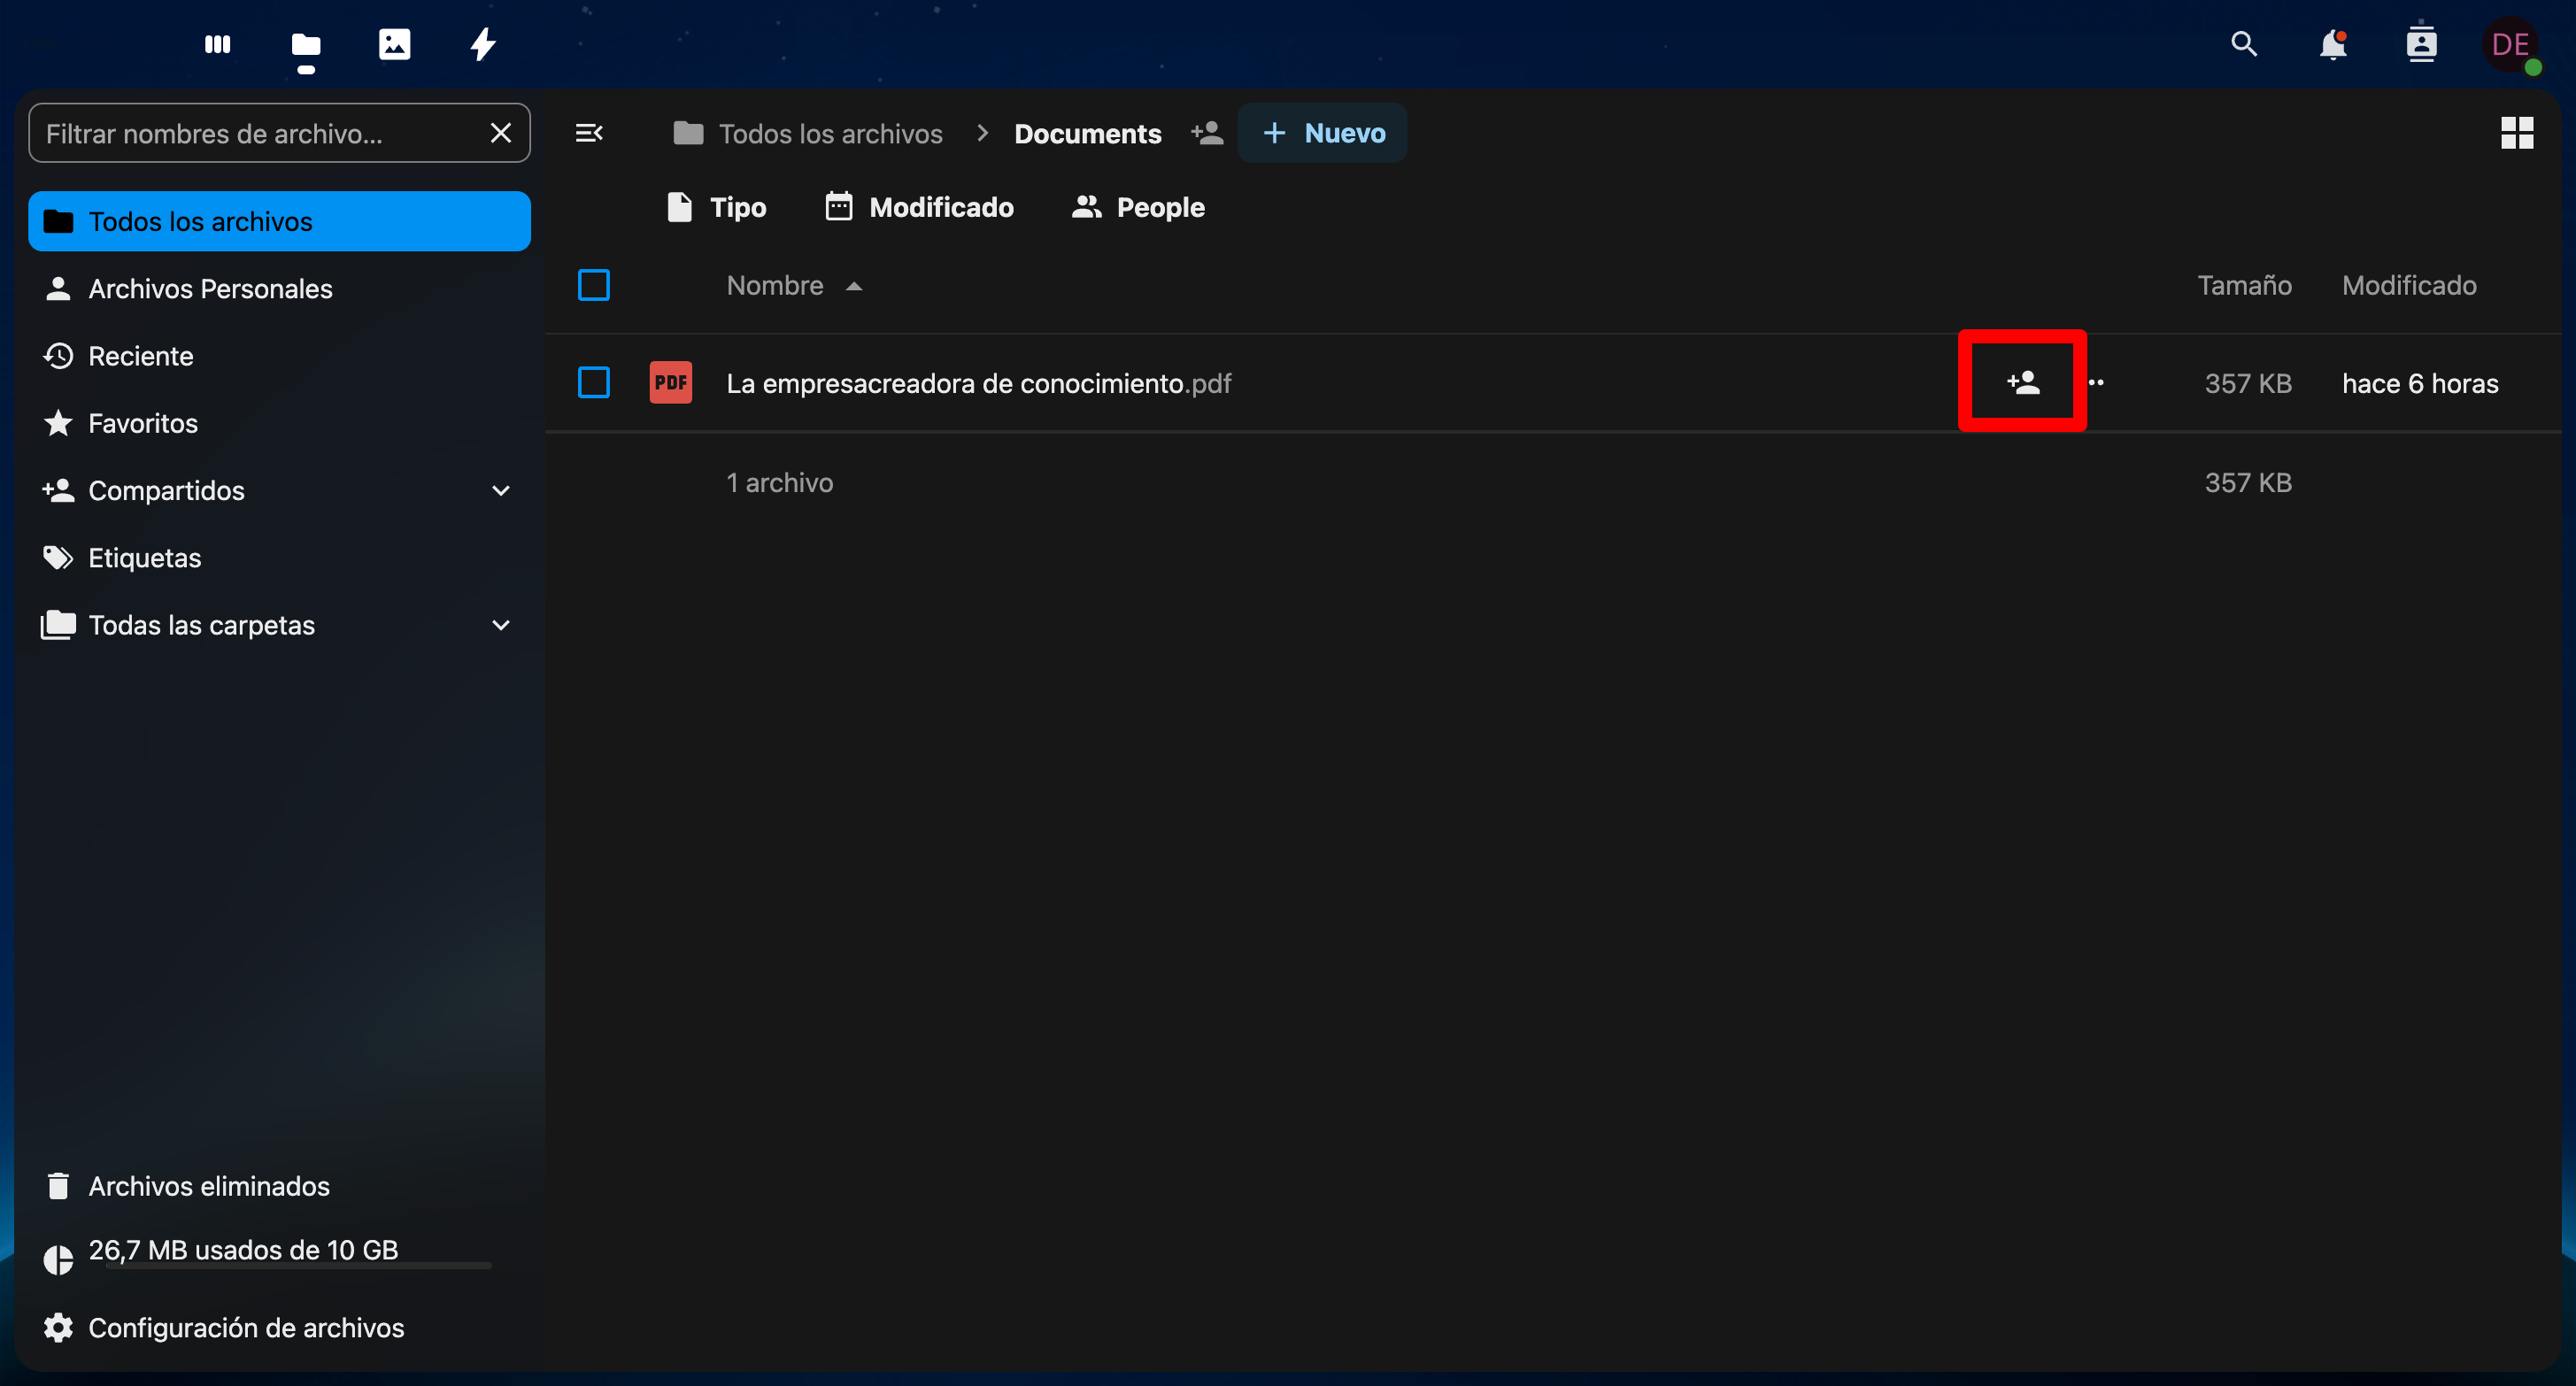 DE
Filtrar nombres de archivo...
Todos los archivos
Archivos Personales
Reciente
Favoritos
Compartidos
Etiquetas
Todas las carpetas
Archivos eliminados
26,7 MB usados de 10 GB
Configuración de archivos
Todos los archivos > Documents + Nuevo
Tipo Modificado People
Nombre Tamaño Modificado
PDF La empresacreadora de conocimiento.pdf 357 KB hace 6 horas
1 archivo 357 KB